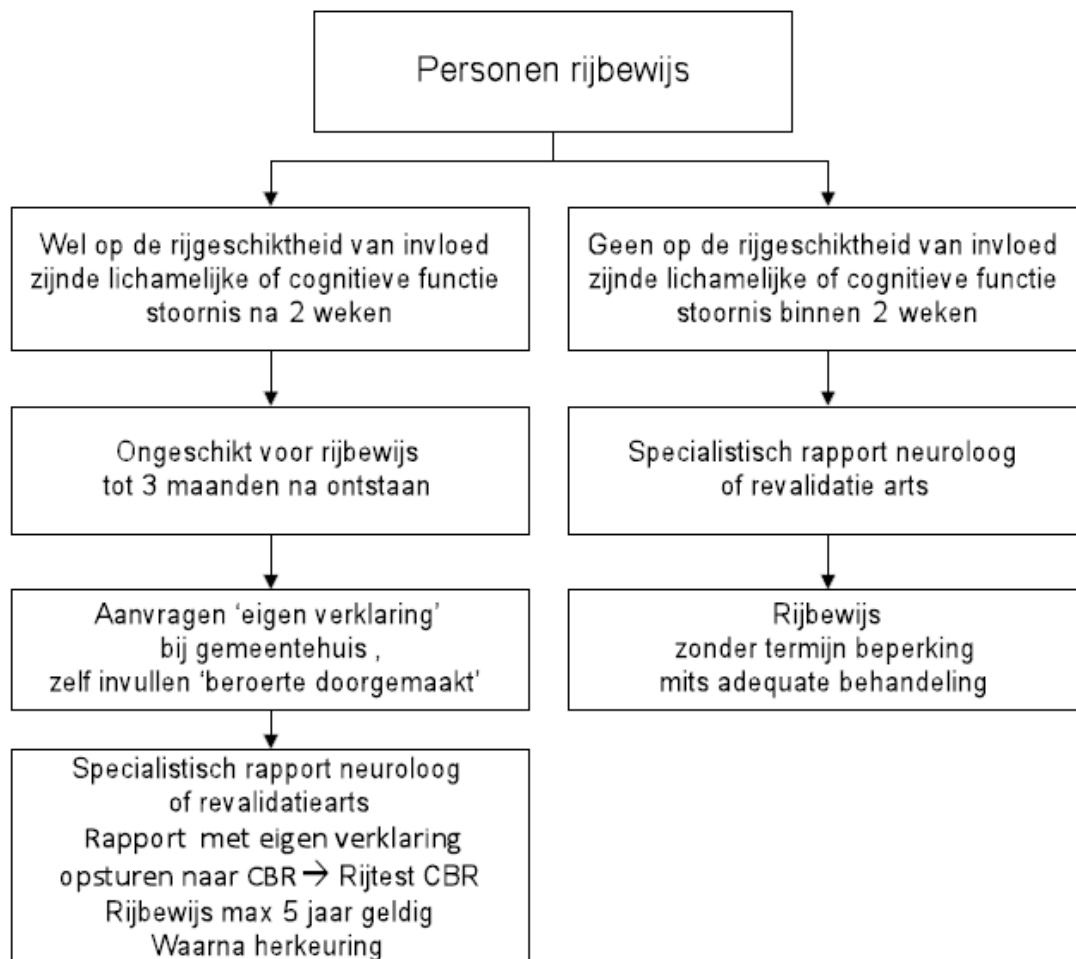 Personen rijbewijs
Wel op de rijgeschiktheid van invloed
zijnde lichamelijke of cognitieve functie
stoornis na 2 weken
Geen op de rijgeschiktheid van invloed
zijnde lichamelijke of cognitieve functie
stoornis binnen 2 weken
Ongeschikt voor rijbewijs
tot 3 maanden na ontstaan
Specialistisch rapport neuroloog
of revalidatie arts
Aanvragen ‘eigen verklaring’
bij gemeentehuis ,
zelf invullen ‘beroerte doorgemaakt’
Rijbewijs
zonder termijn beperking
mits adequate behandeling
Specialistisch rapport neuroloog
of revalidatiearts
Rapport met eigen verklaring
opsturen naar CBR → Rijtest CBR
Rijbewijs max 5 jaar geldig
Waarna herkeuring